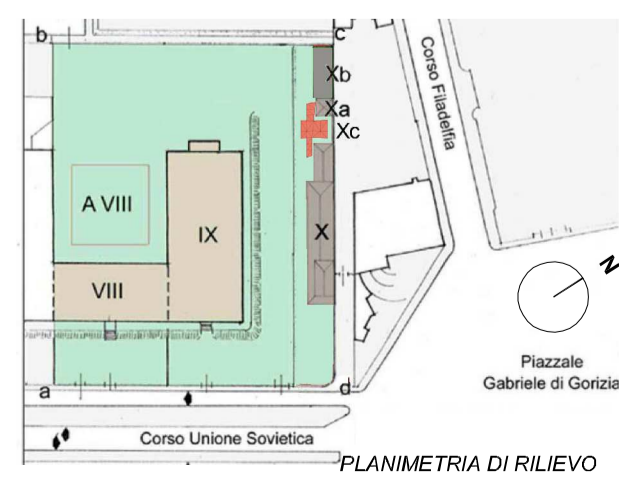 b
c
Xb
Xa
Xc
Corso Filadelfia
A VIII
IX
X
VIII
N
Piazzale
Gabriele di Gorizia
a
d
Corso Unione Sovietica
PLANIMETRIA DI RILIEVO